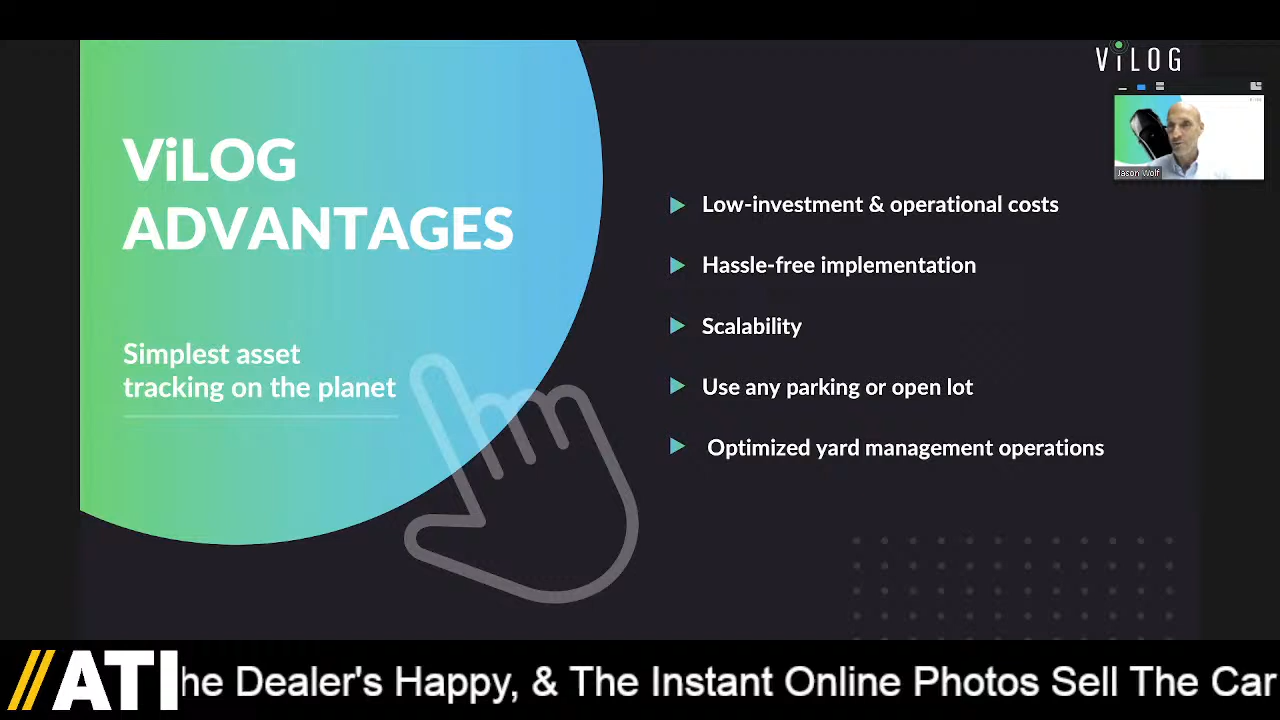 ViLOG
ViLOG
ADVANTAGES
Simplest asset
tracking on the planet
Low-investment & operational costs
Hassle-free implementation
Scalability
Use any parking or open lot
Optimized yard management operations
Jason Wolf
//ATI
he Dealer's Happy, & The Instant Online Photos Sell The Car